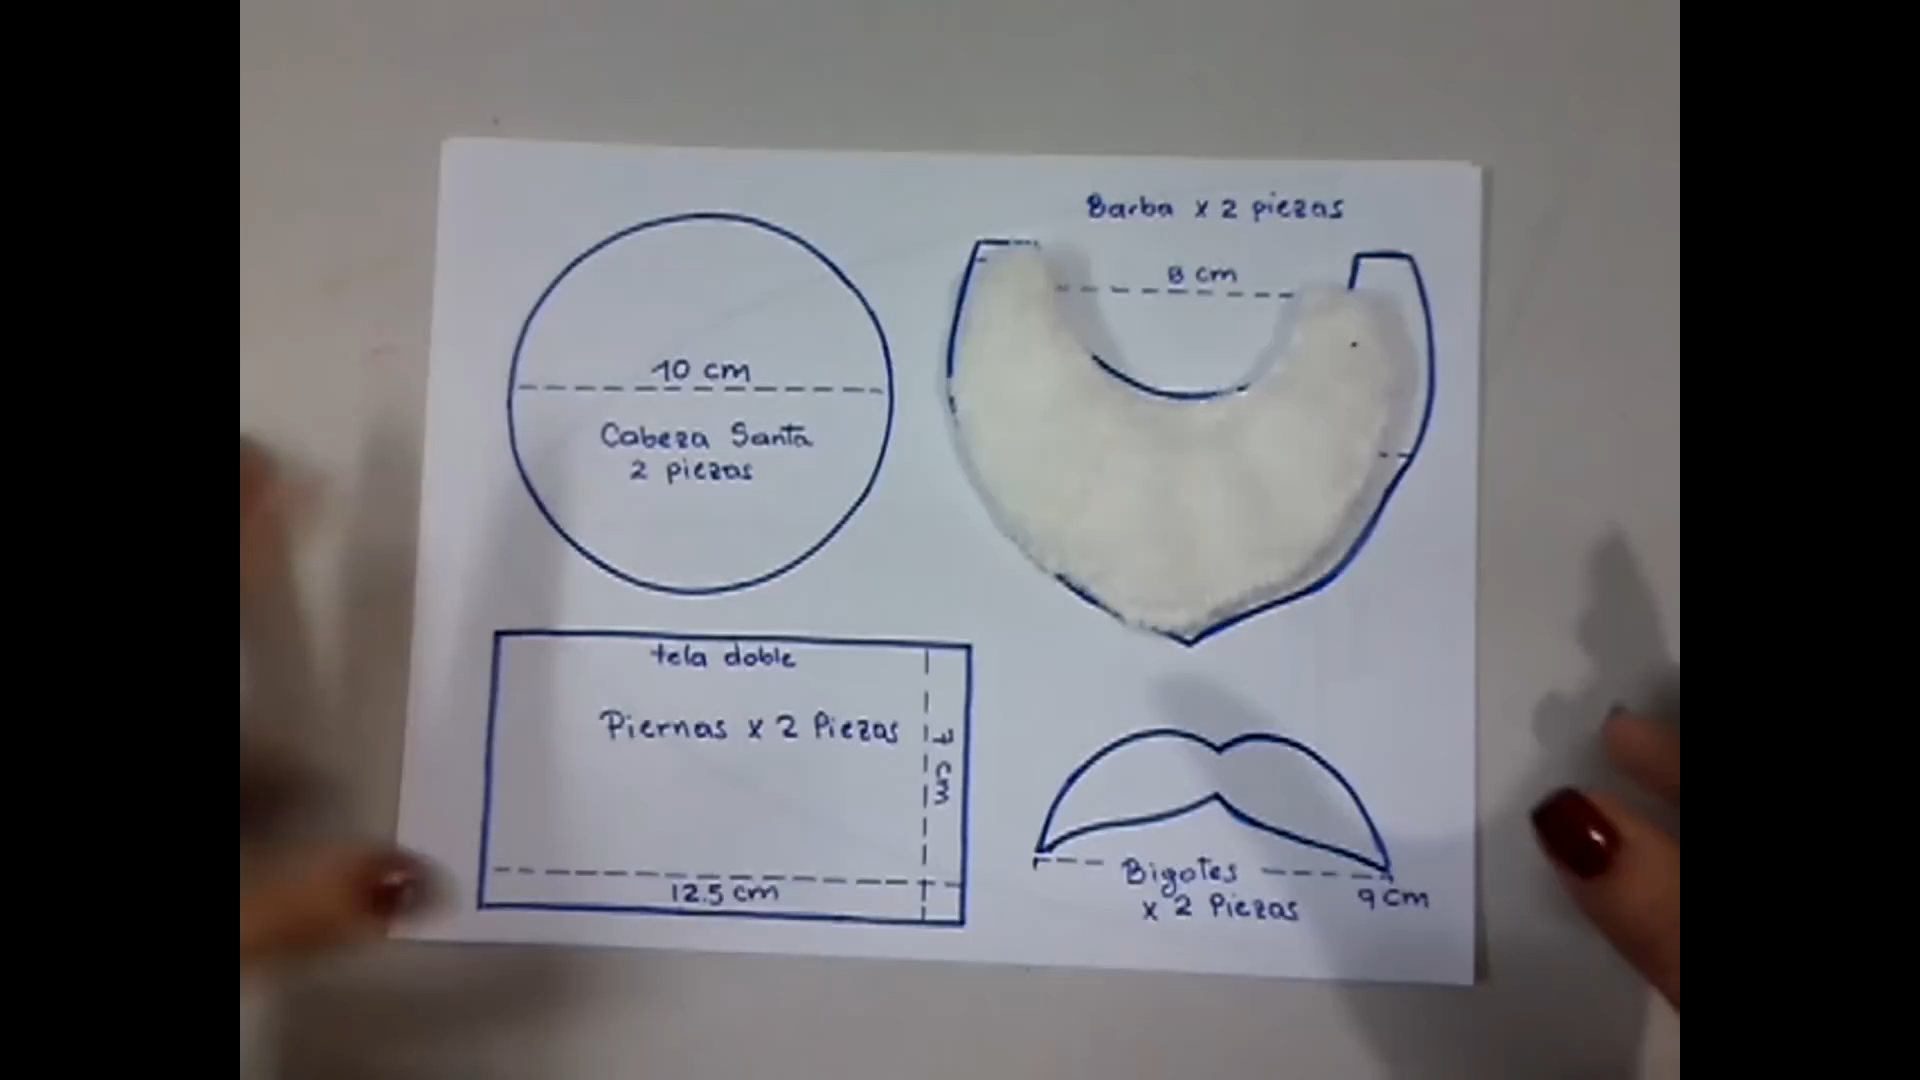 10 cm
Cabeza Santa
2 piezas
Barba x 2 piezas
8 cm
tela doble
Piernas x 2 Piezas
7 cm
12.5 cm
Bigotes
x 2 Piezas
9 cm